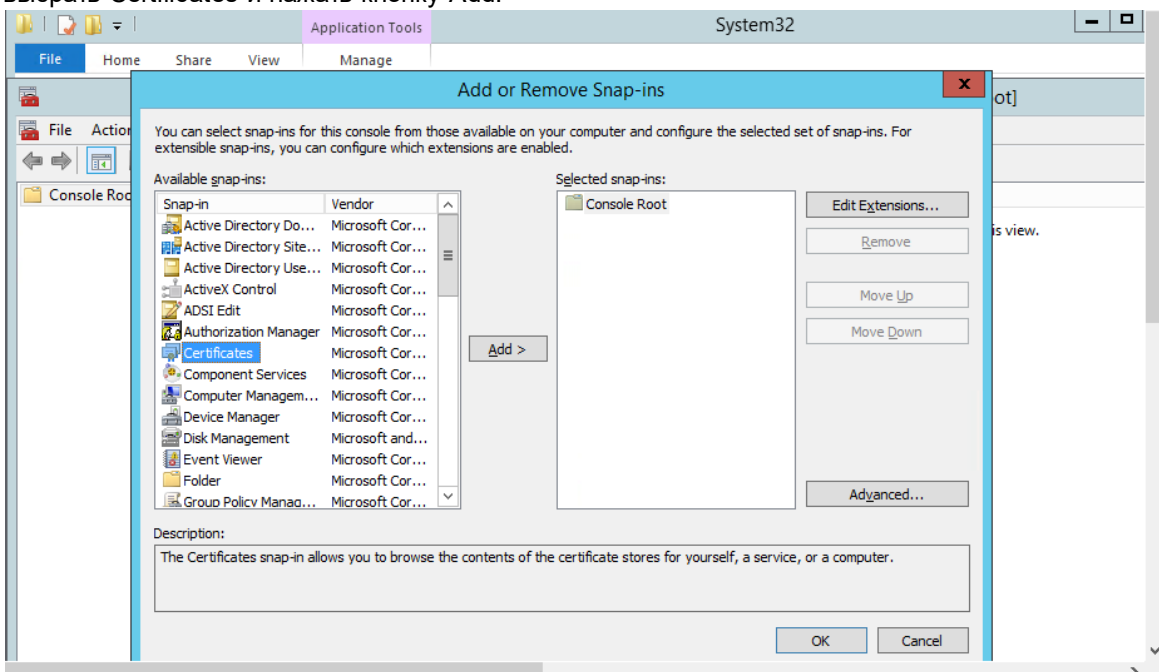 выбрать Certificates и нажать кнопку Add.
Application Tools
System32
File Home Share View Manage
Add or Remove Snap-ins
x
ot]
File Action
You can select snap-ins for this console from those available on your computer and configure the selected set of snap-ins. For
extensible snap-ins, you can configure which extensions are enabled.
Console Roo
is view.
Available snap-ins:
Snap-in Vendor
Active Directory Do... Microsoft Cor...
Active Directory Site... Microsoft Cor...
Active Directory Use... Microsoft Cor...
ActiveX Control Microsoft Cor...
ADSI Edit Microsoft Cor...
Authorization Manager Microsoft Cor...
Certificates Microsoft Cor...
Component Services Microsoft Cor...
Computer Managem... Microsoft Cor...
Device Manager Microsoft Cor...
Disk Management Microsoft and...
Event Viewer Microsoft Cor...
Folder Microsoft Cor...
Group Policy Manag... Microsoft Cor...
Add >
Selected snap-ins:
Console Root
Edit Extensions...
Remove
Move Up
Move Down
Advanced...
Description:
The Certificates snap-in allows you to browse the contents of the certificate stores for yourself, a service, or a computer.
OK Cancel